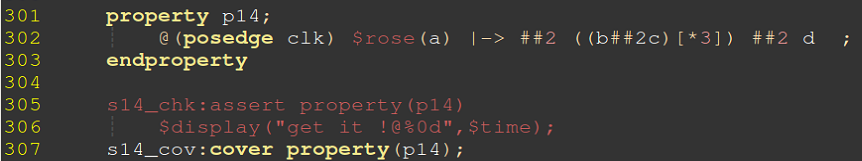 301 property p14;
302 @(posedge clk) $rose(a) |-> ##2 ((b##2c)[*3]) ##2 d ;
303 endproperty
304
305 s14_chk:assert property(p14)
306 $display("get it !@%0d",$time);
307 s14_cov:cover property(p14);